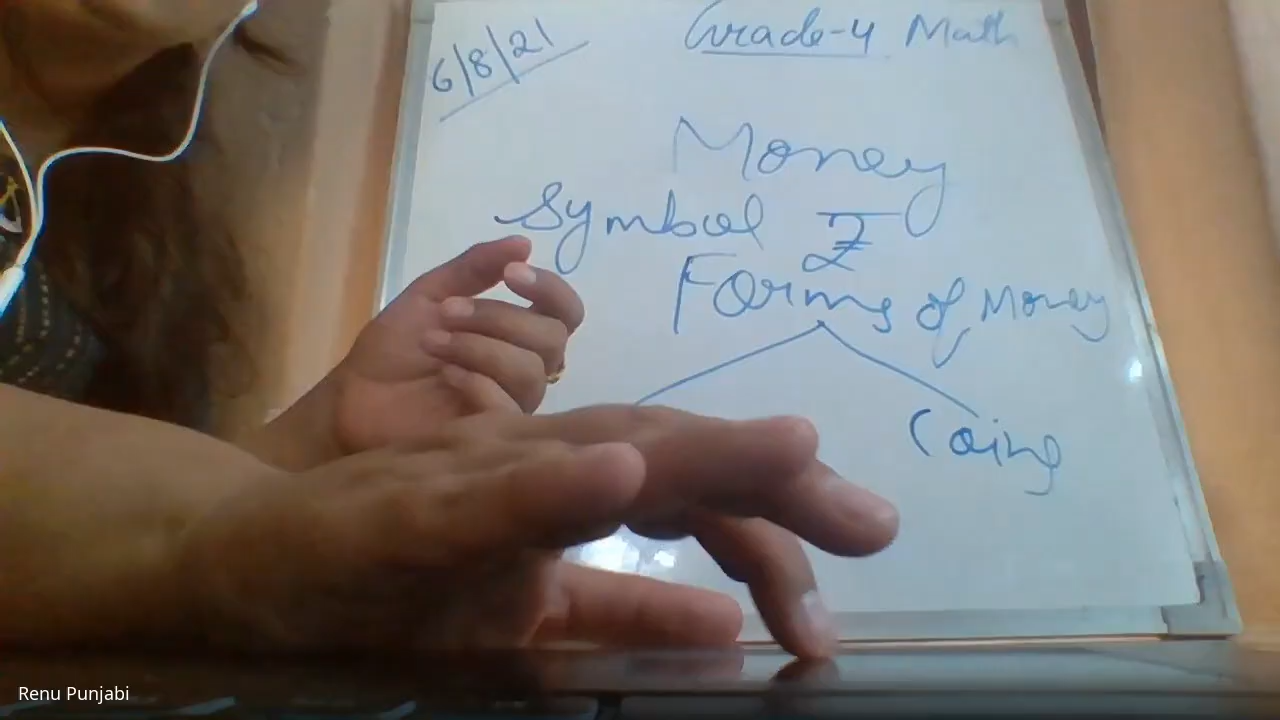 6/8/21
Grade-4 Math
Money
Symbol ₹
Forms of Money
Coins
Renu Punjabi